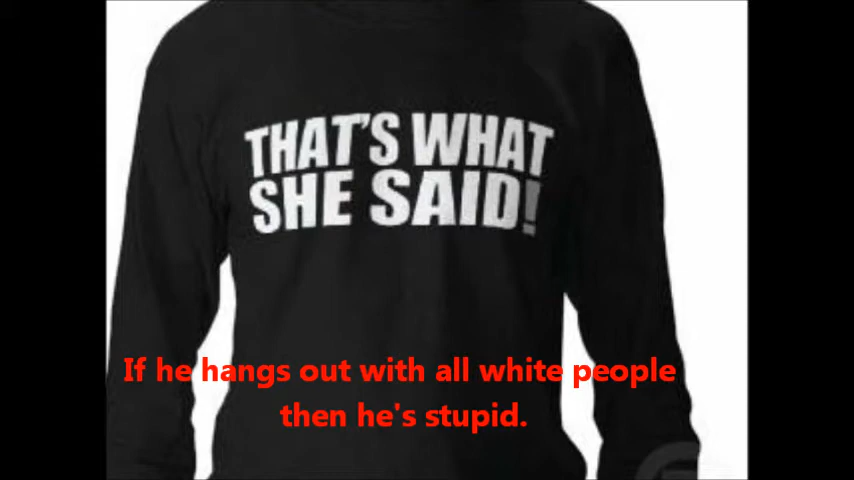 THAT'S WHAT
SHE SAID!
If he hangs out with all white people
then he's stupid.